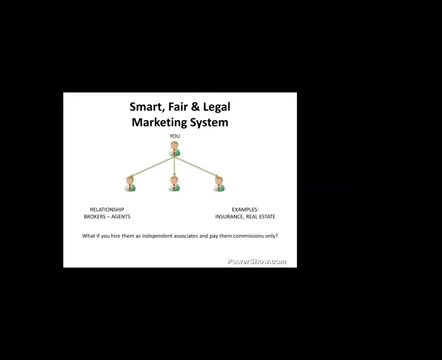 Smart, Fair & Legal
Marketing System
YOU
RELATIONSHIP
BROKERS – AGENTS
EXAMPLES:
INSURANCE, REAL ESTATE
What if you hire them as independent associates and pay them commissions only?
PowerShow.com